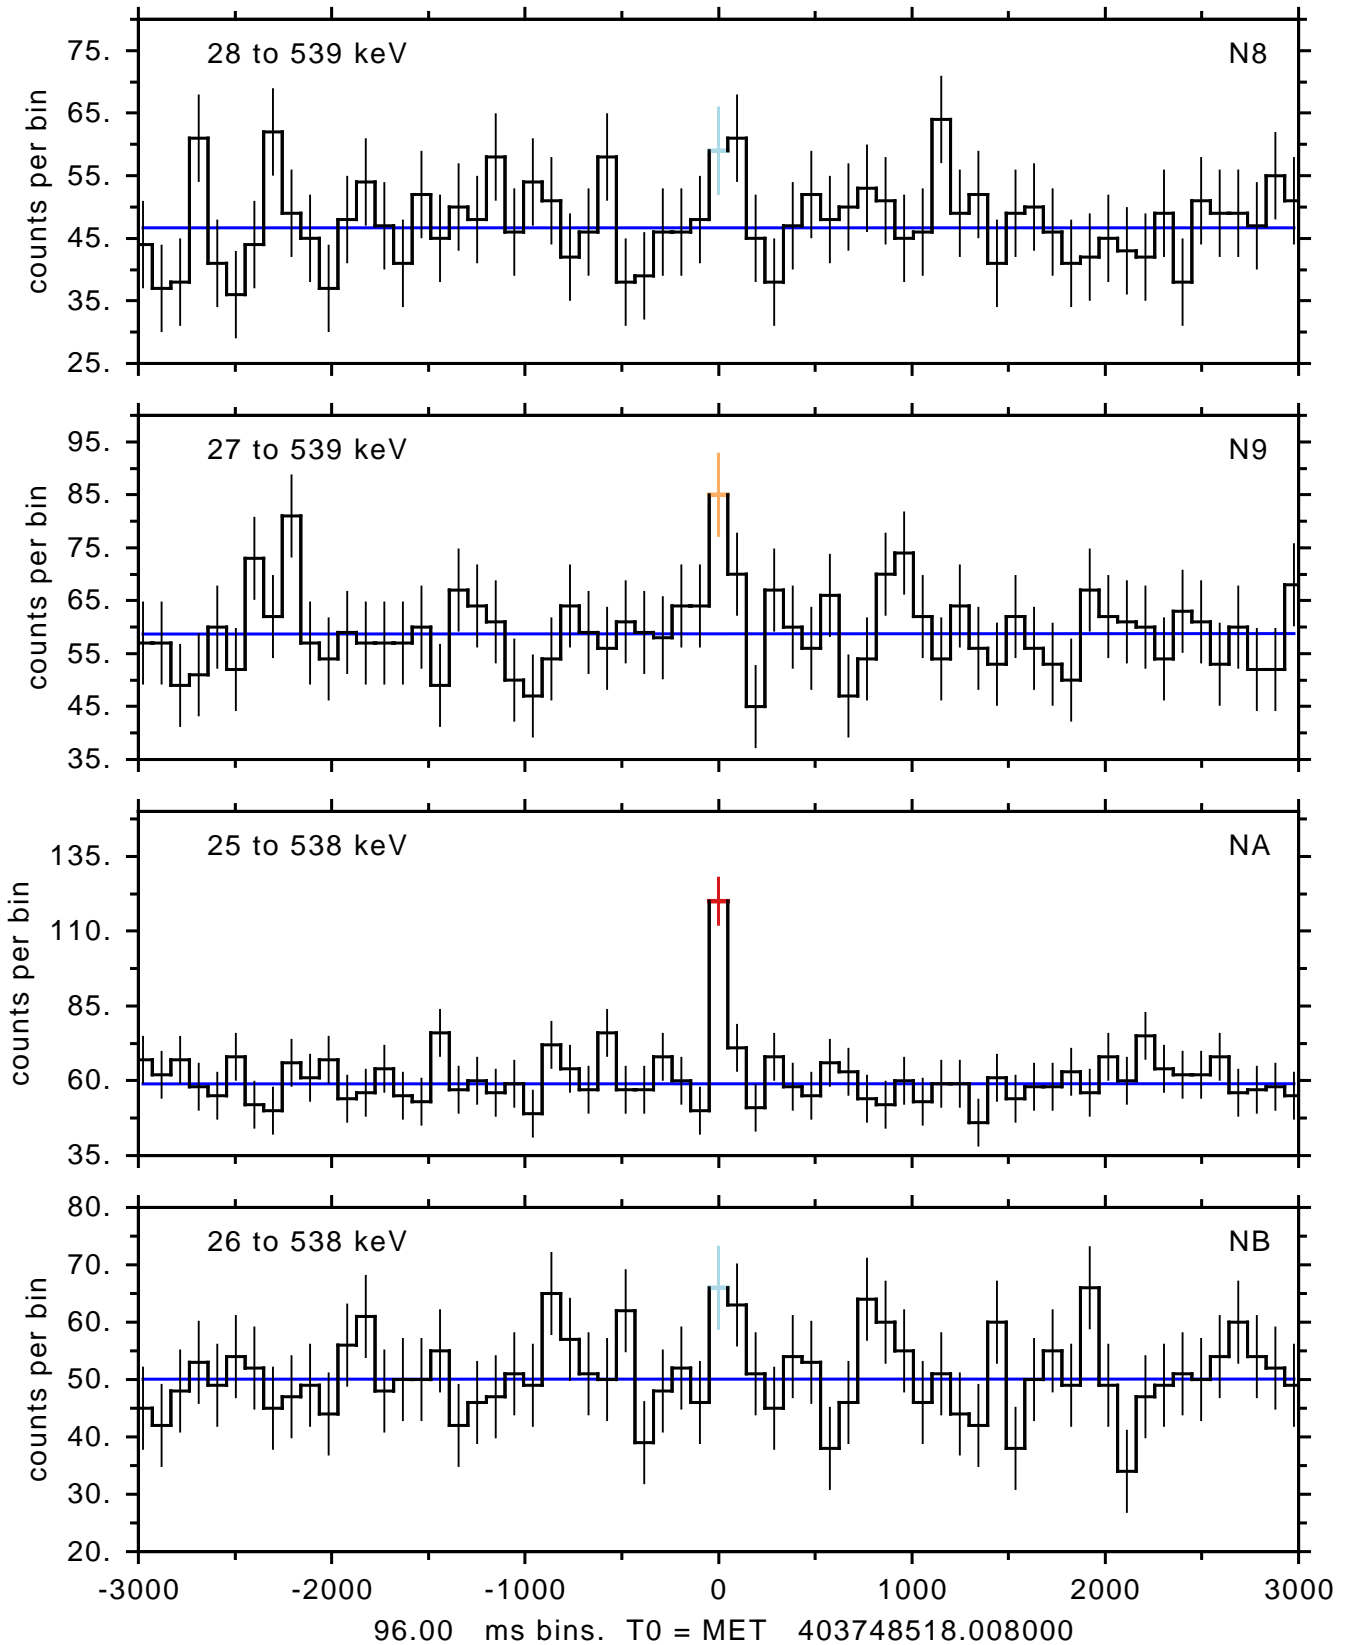 28 to 539 keV N8
counts per bin
75.
65.
55.
45.
35.
25.
27 to 539 keV N9
counts per bin
95.
85.
75.
65.
55.
45.
35.
25 to 538 keV NA
counts per bin
135.
110.
85.
60.
35.
26 to 538 keV NB
counts per bin
80.
70.
60.
50.
40.
30.
20.
-3000 -2000 -1000 0 1000 2000 3000
96.00 ms bins. T0 = MET 403748518.008000